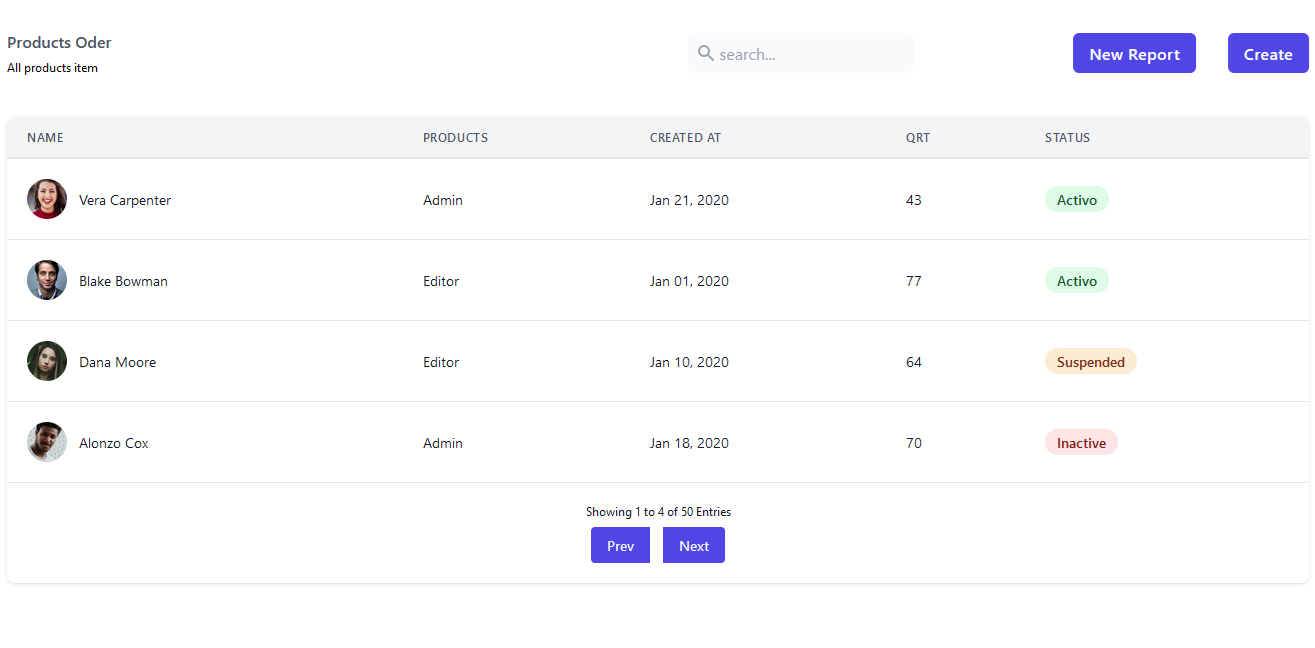 Products Oder
All products item
search...
New Report
Create
NAME PRODUCTS CREATED AT QRT STATUS
Vera Carpenter Admin Jan 21, 2020 43 Activo
Blake Bowman Editor Jan 01, 2020 77 Activo
Dana Moore Editor Jan 10, 2020 64 Suspended
Alonzo Cox Admin Jan 18, 2020 70 Inactive
Showing 1 to 4 of 50 Entries
Prev Next